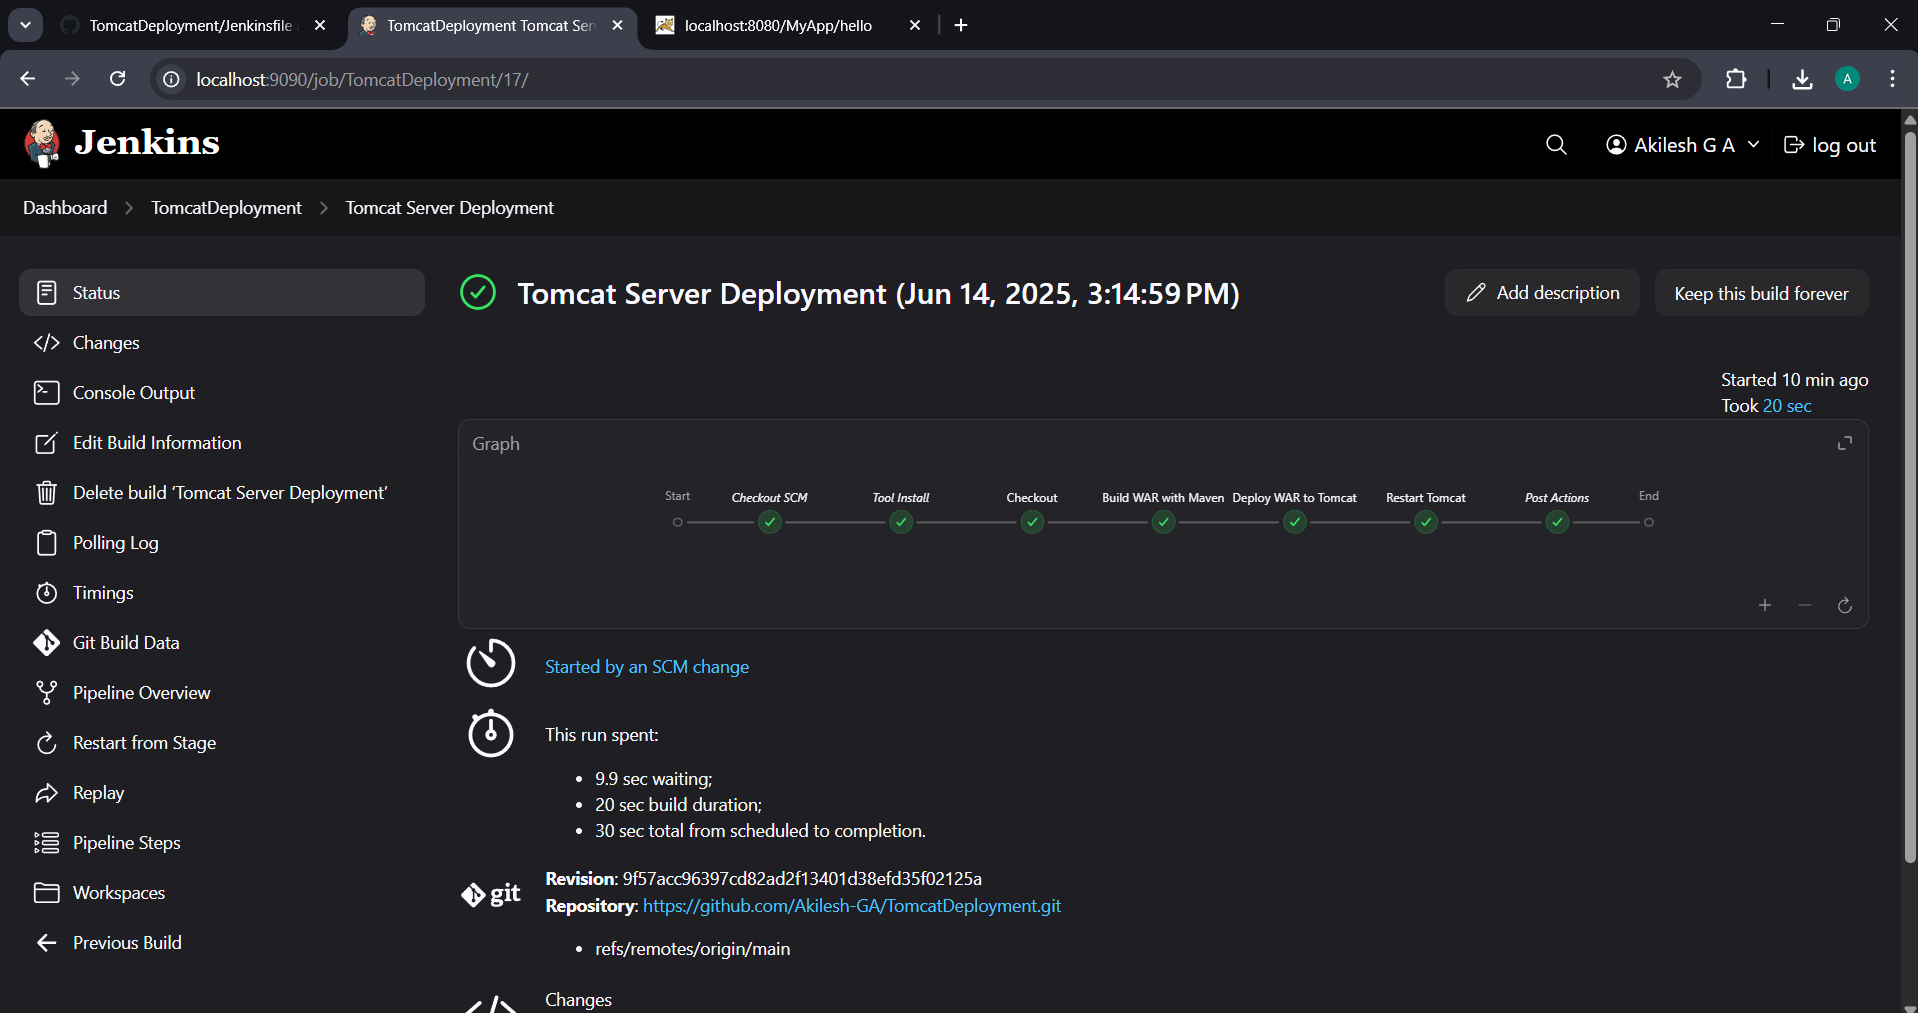 TomcatDeployment/Jenkinsfile
TomcatDeployment Tomcat Ser
localhost:8080/MyApp/hello
localhost:9090/job/TomcatDeployment/17/
A
Jenkins
Akilesh G A
log out
Dashboard
TomcatDeployment
Tomcat Server Deployment
Status
Changes
Console Output
Edit Build Information
Delete build ‘Tomcat Server Deployment’
Polling Log
Timings
Git Build Data
Pipeline Overview
Restart from Stage
Replay
Pipeline Steps
Workspaces
Previous Build
Tomcat Server Deployment (Jun 14, 2025, 3:14:59 PM)
Add description
Keep this build forever
Started 10 min ago
Took 20 sec
Graph
Start
Checkout SCM
Tool Install
Checkout
Build WAR with Maven
Deploy WAR to Tomcat
Restart Tomcat
Post Actions
End
Started by an SCM change
This run spent:
• 9.9 sec waiting;
• 20 sec build duration;
• 30 sec total from scheduled to completion.
git
Revision: 9f57acc96397cd82ad2f13401d38efd35f02125a
Repository: https://github.com/Akilesh-GA/TomcatDeployment.git
• refs/remotes/origin/main
Changes